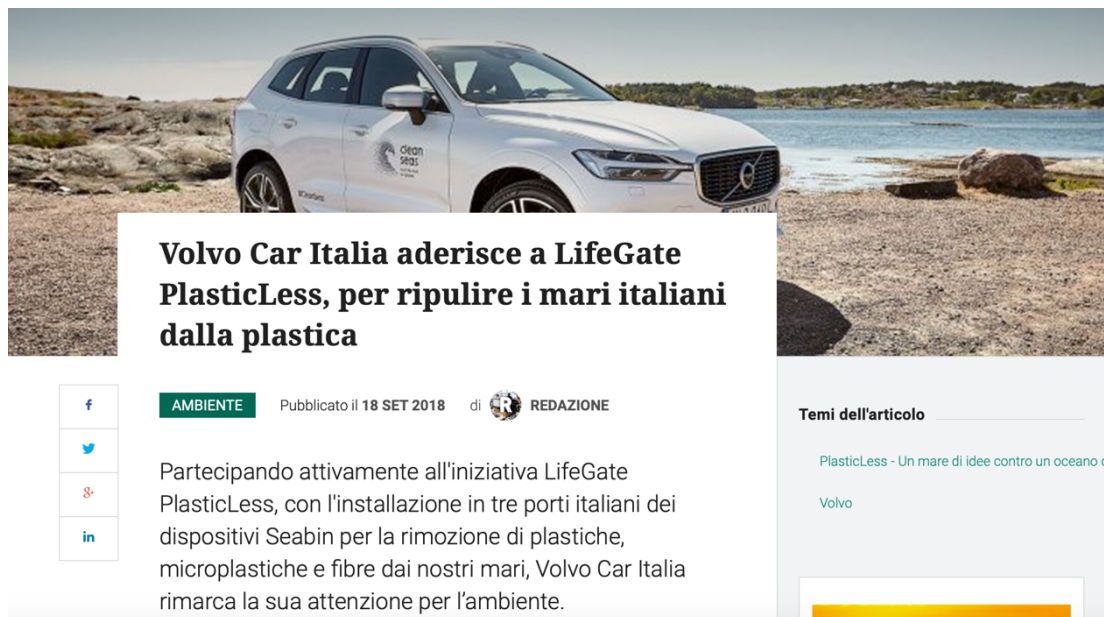 clean
seas
Volvo Car Italia aderisce a LifeGate
PlasticLess, per ripulire i mari italiani
dalla plastica
AMBIENTE Pubblicato il 18 SET 2018 di R REDAZIONE
Partecipando attivamente all'iniziativa LifeGate
PlasticLess, con l'installazione in tre porti italiani dei
dispositivi Seabin per la rimozione di plastiche,
microplastiche e fibre dai nostri mari, Volvo Car Italia
rimarca la sua attenzione per l’ambiente.
f
g+
in
Temi dell'articolo
PlasticLess - Un mare di idee contro un oceano
Volvo